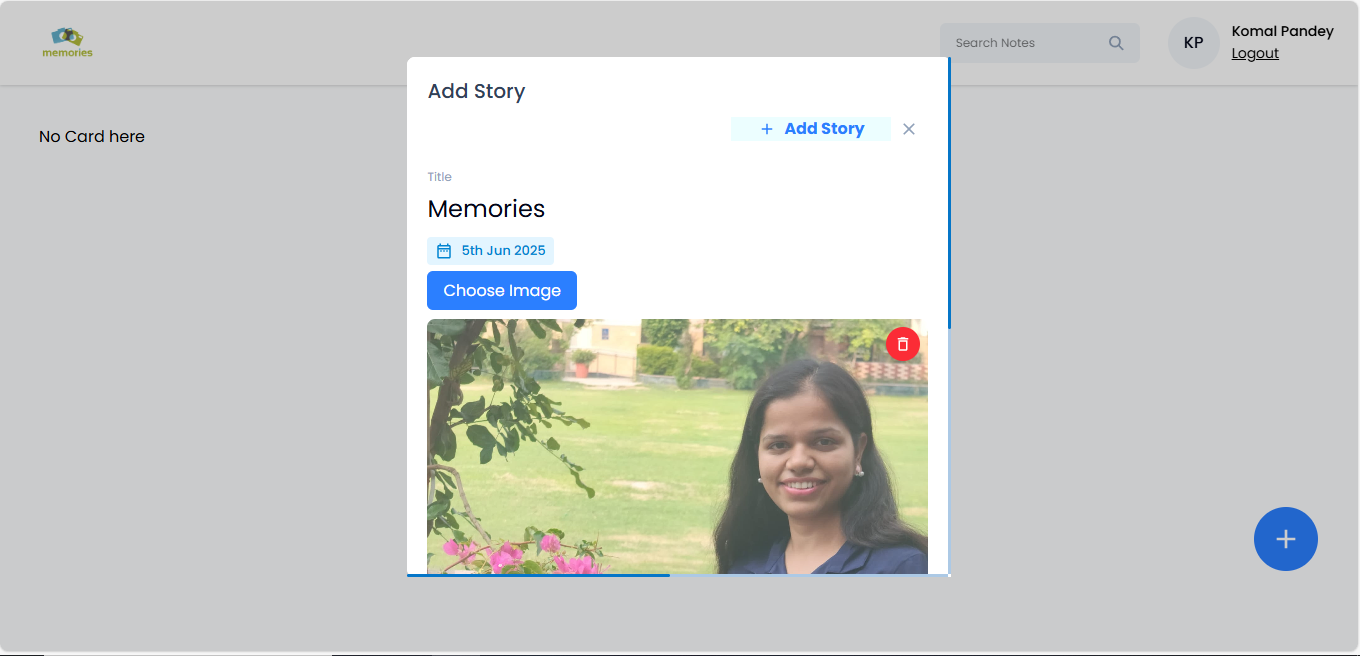 memories
Search Notes
KP
Komal Pandey
Logout
No Card here
Add Story
+ Add Story
Title
Memories
5th Jun 2025
Choose Image